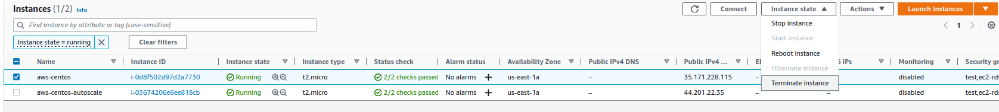 Instances (1/2) Info
Connect
Instance state
Actions
Launch instances
Find instance by attribute or tag (case-sensitive)
Stop instance
Start instance
Reboot instance
Hibernate instance
Terminate instance
1
Instance state = running
Clear filters
Name Instance ID Instance state Instance type Status check Alarm status Availability Zone Public IPv4 DNS Public IPv4 ... El IPs Monitoring Security gr
aws-centos i-0d8f502d97d2a7730 Running t2.micro 2/2 checks passed No alarms + us-east-1a – 35.171.228.115 – disabled test,ec2-rds
aws-centos-autoscale i-03674206e6ee818cb Running t2.micro 2/2 checks passed No alarms + us-east-1a – 44.201.22.35 – – disabled test,ec2-rds